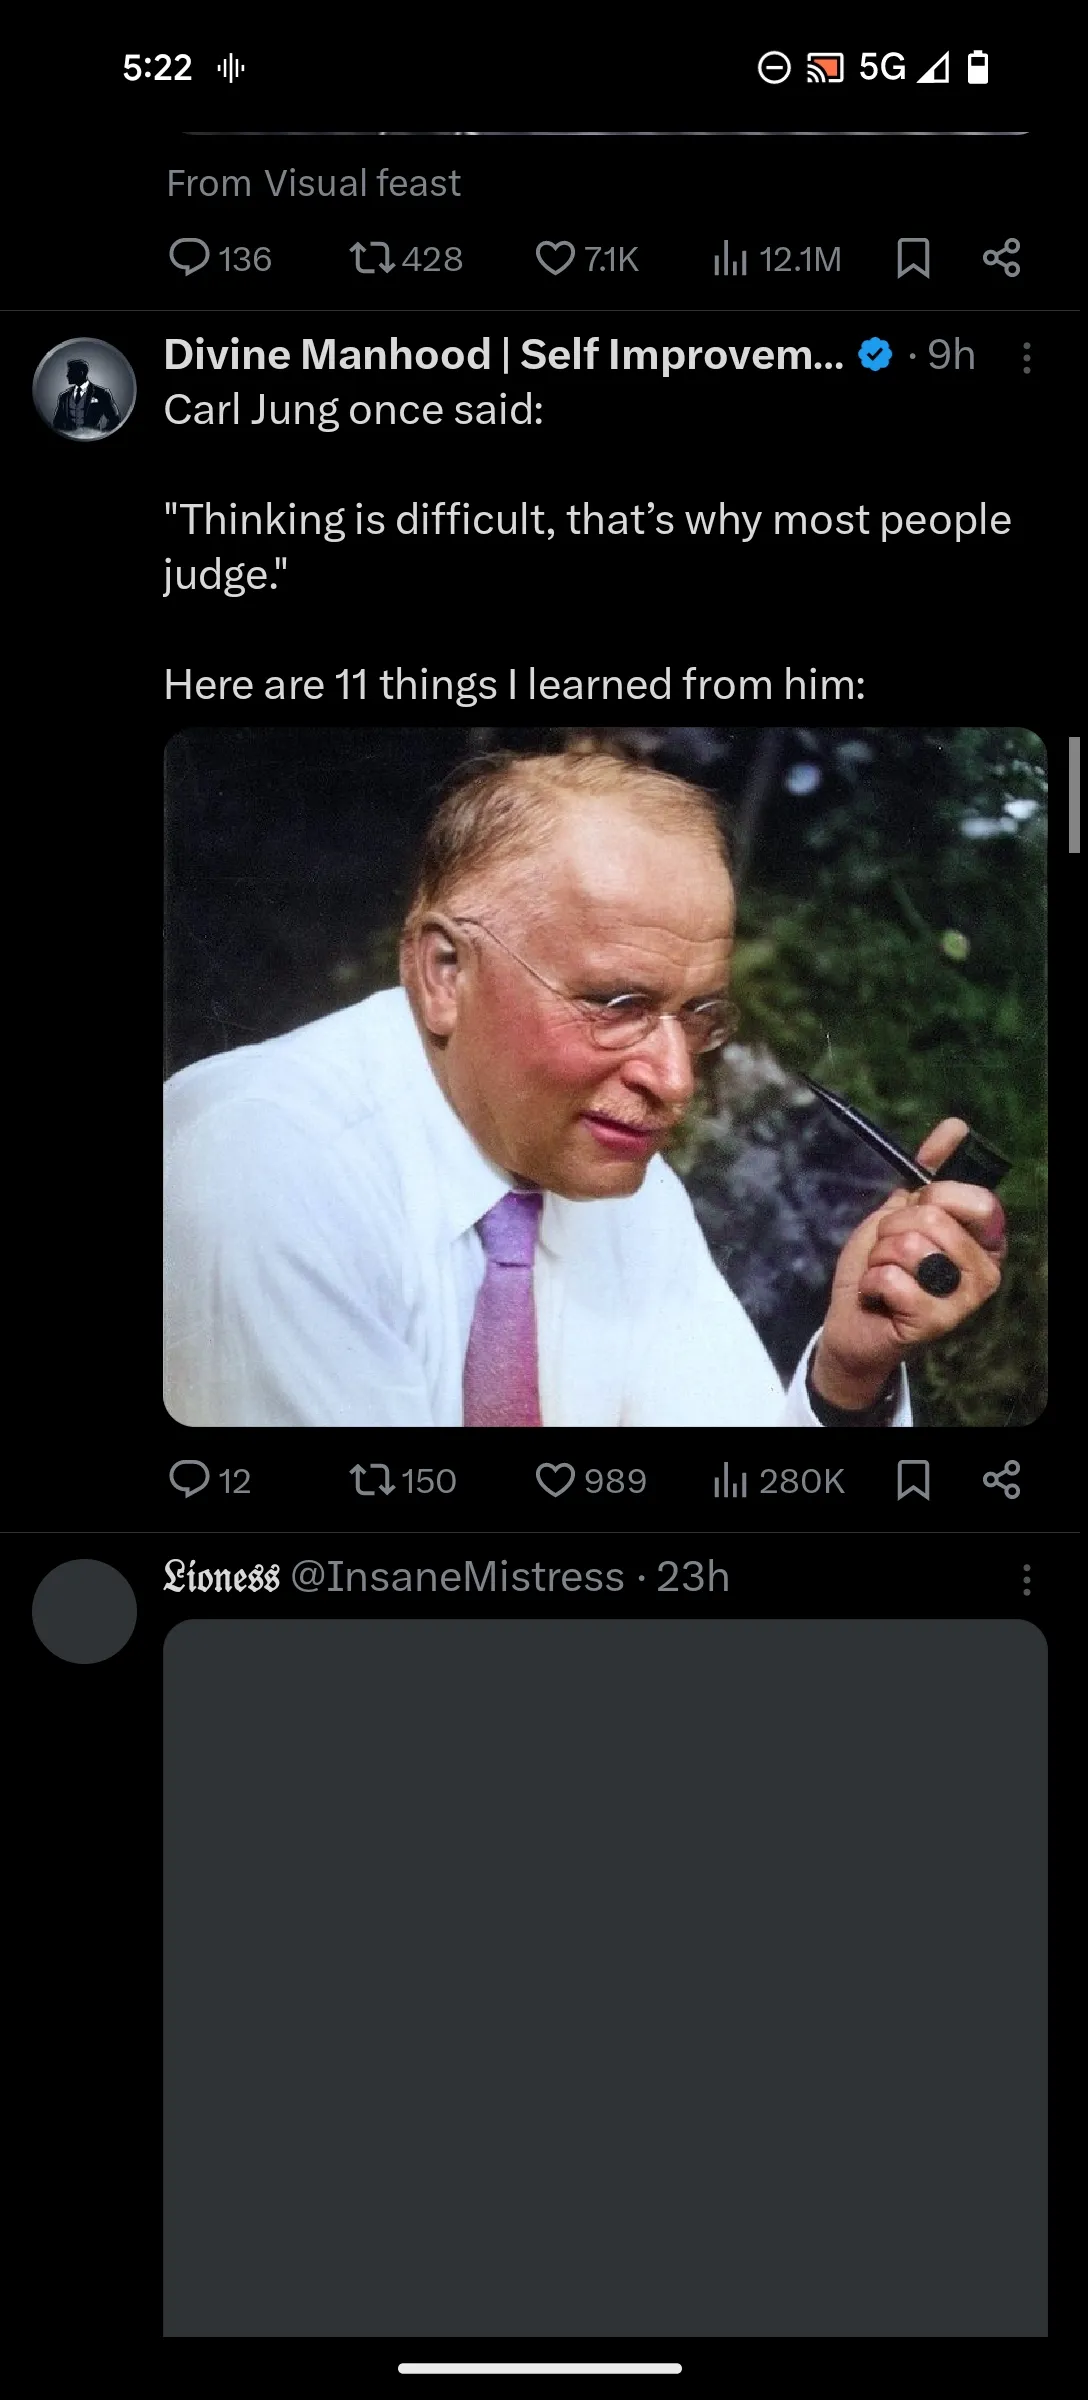 5:22 5G
From Visual feast
136 428 7.1K 12.1M
Divine Manhood | Self Improvem... · 9h
Carl Jung once said:
"Thinking is difficult, that’s why most people
judge."
Here are 11 things I learned from him:
12 150 989 280K
𝕷𝖎𝖔𝖓𝖊𝖘𝖘 @InsaneMistress · 23h